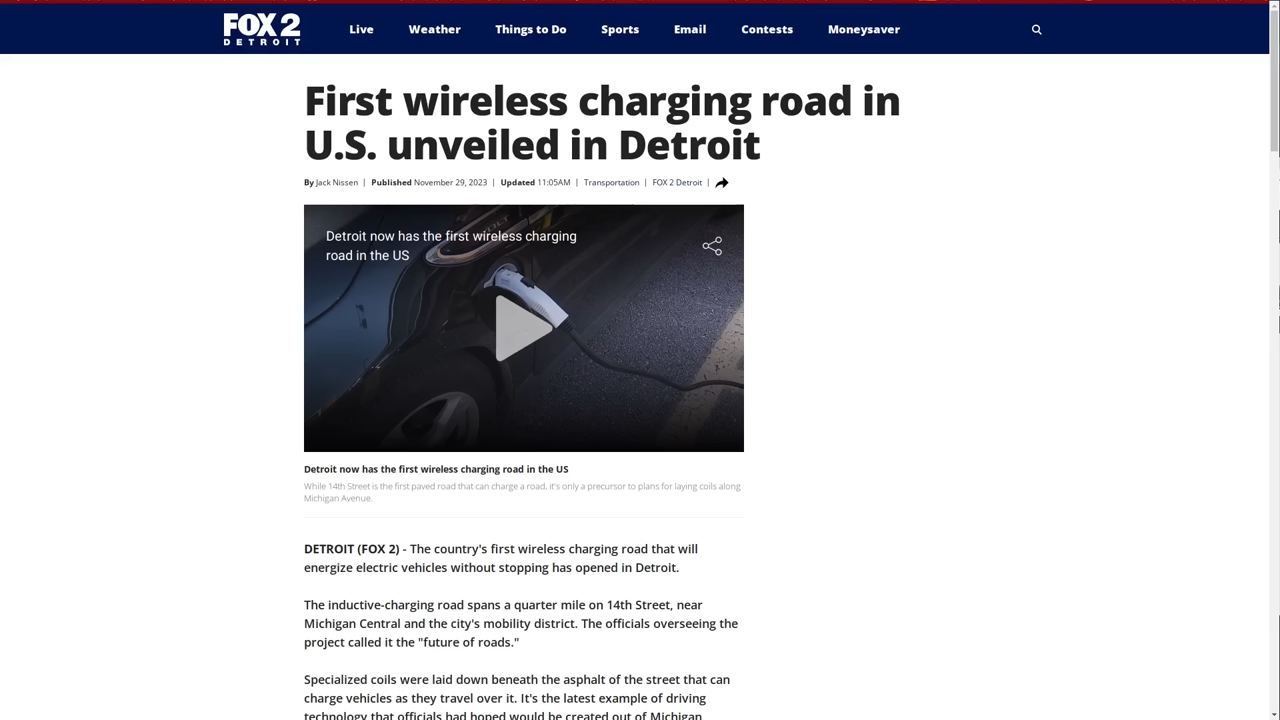 FOX 2
DETROIT
Live
Weather
Things to Do
Sports
Email
Contests
Moneysaver
First wireless charging road in
U.S. unveiled in Detroit
By Jack Nissen | Published November 29, 2023 | Updated 11:05AM | Transportation | FOX 2 Detroit |
Detroit now has the first wireless charging
road in the US
Detroit now has the first wireless charging road in the US
While 14th Street is the first paved road that can charge a road, it's only a precursor to plans for laying coils along
Michigan Avenue.
DETROIT (FOX 2) - The country's first wireless charging road that will
energize electric vehicles without stopping has opened in Detroit.
The inductive-charging road spans a quarter mile on 14th Street, near
Michigan Central and the city's mobility district. The officials overseeing the
project called it the "future of roads."
Specialized coils were laid down beneath the asphalt of the street that can
charge vehicles as they travel over it. It's the latest example of driving
technology that officials had hoped would be created out of Michigan